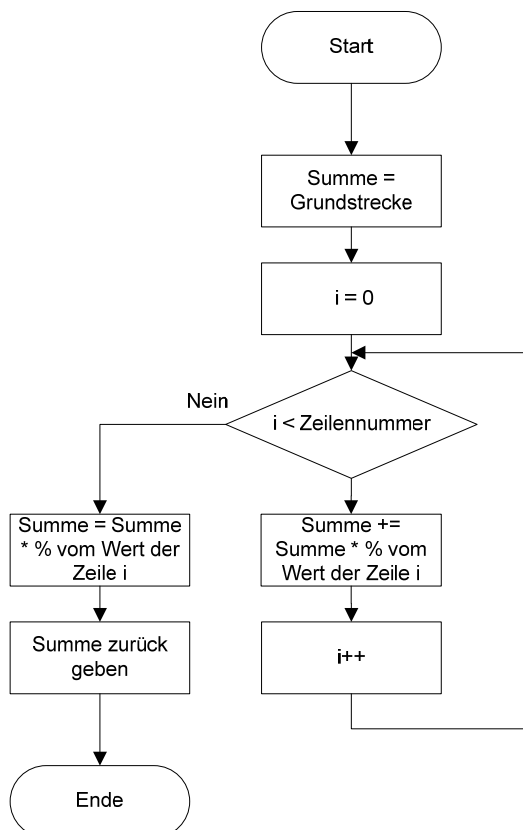 Start
Summe =
Grundstrecke
i = 0
Nein
i < Zeilennummer
Summe = Summe
* % vom Wert der
Zeile i
Summe +=
Summe * % vom
Wert der Zeile i
Summe zurück
geben
i++
Ende